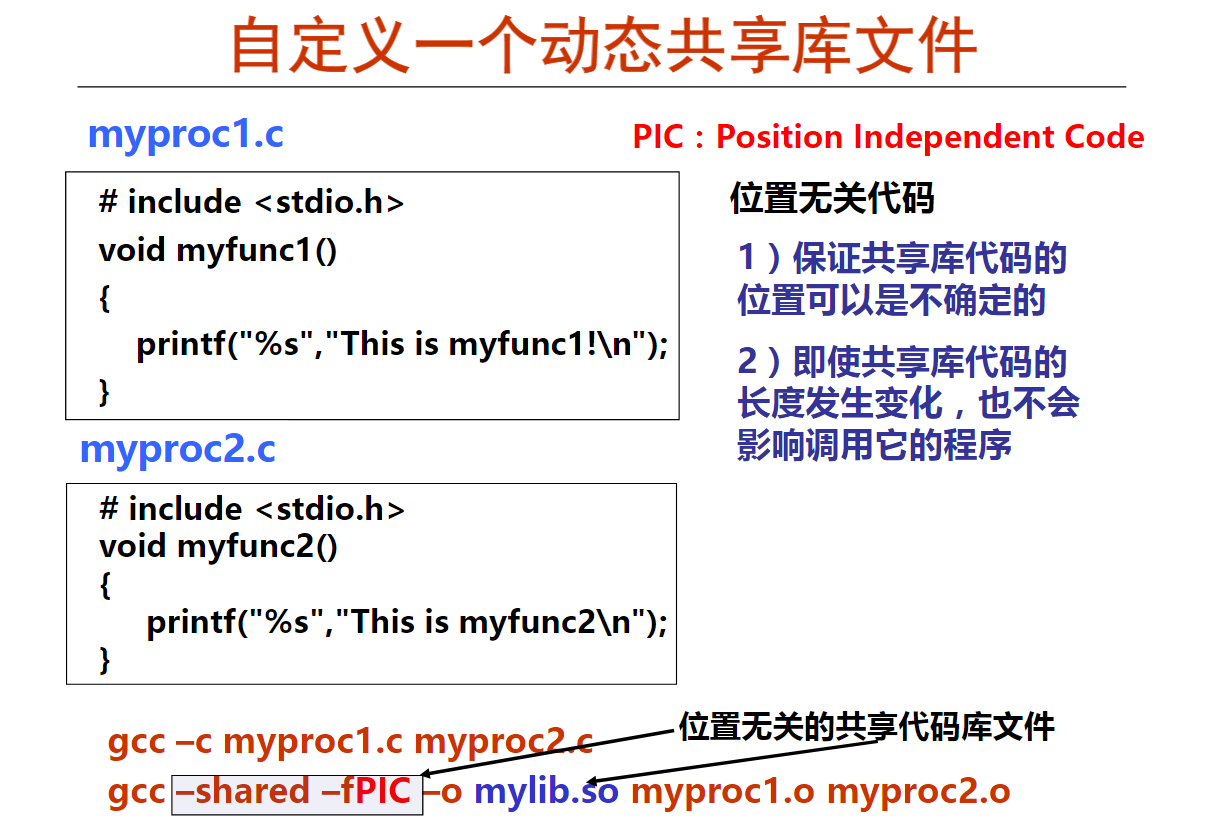 自定义一个动态共享库文件
myproc1.c
PIC：Position Independent Code
# include <stdio.h>
void myfunc1()
{
printf("%s","This is myfunc1!\n");
}
位置无关代码
1）保证共享库代码的
位置可以是不确定的
2）即使共享库代码的
长度发生变化，也不会
影响调用它的程序
myproc2.c
# include <stdio.h>
void myfunc2()
{
printf("%s","This is myfunc2\n");
}
位置无关的共享代码库文件
gcc –c myproc1.c myproc2.c
gcc –shared –fPIC –o mylib.so myproc1.o myproc2.o